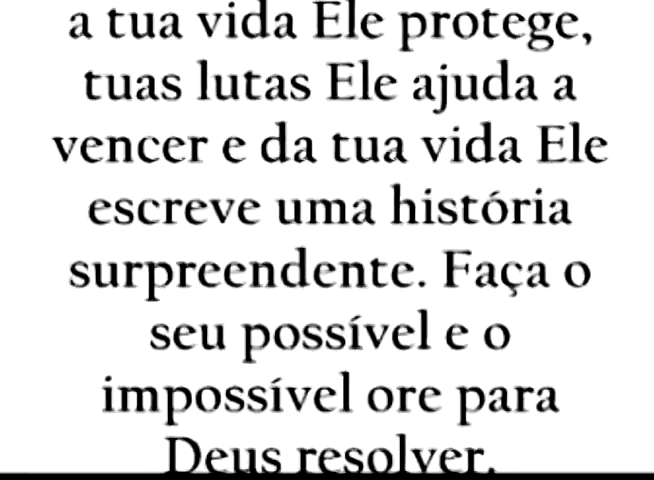 a tua vida Ele protege,
tuas lutas Ele ajuda a
vencer e da tua vida Ele
escreve uma história
surpreendente. Faça o
seu possível e o
impossível ore para
Deus resolver.